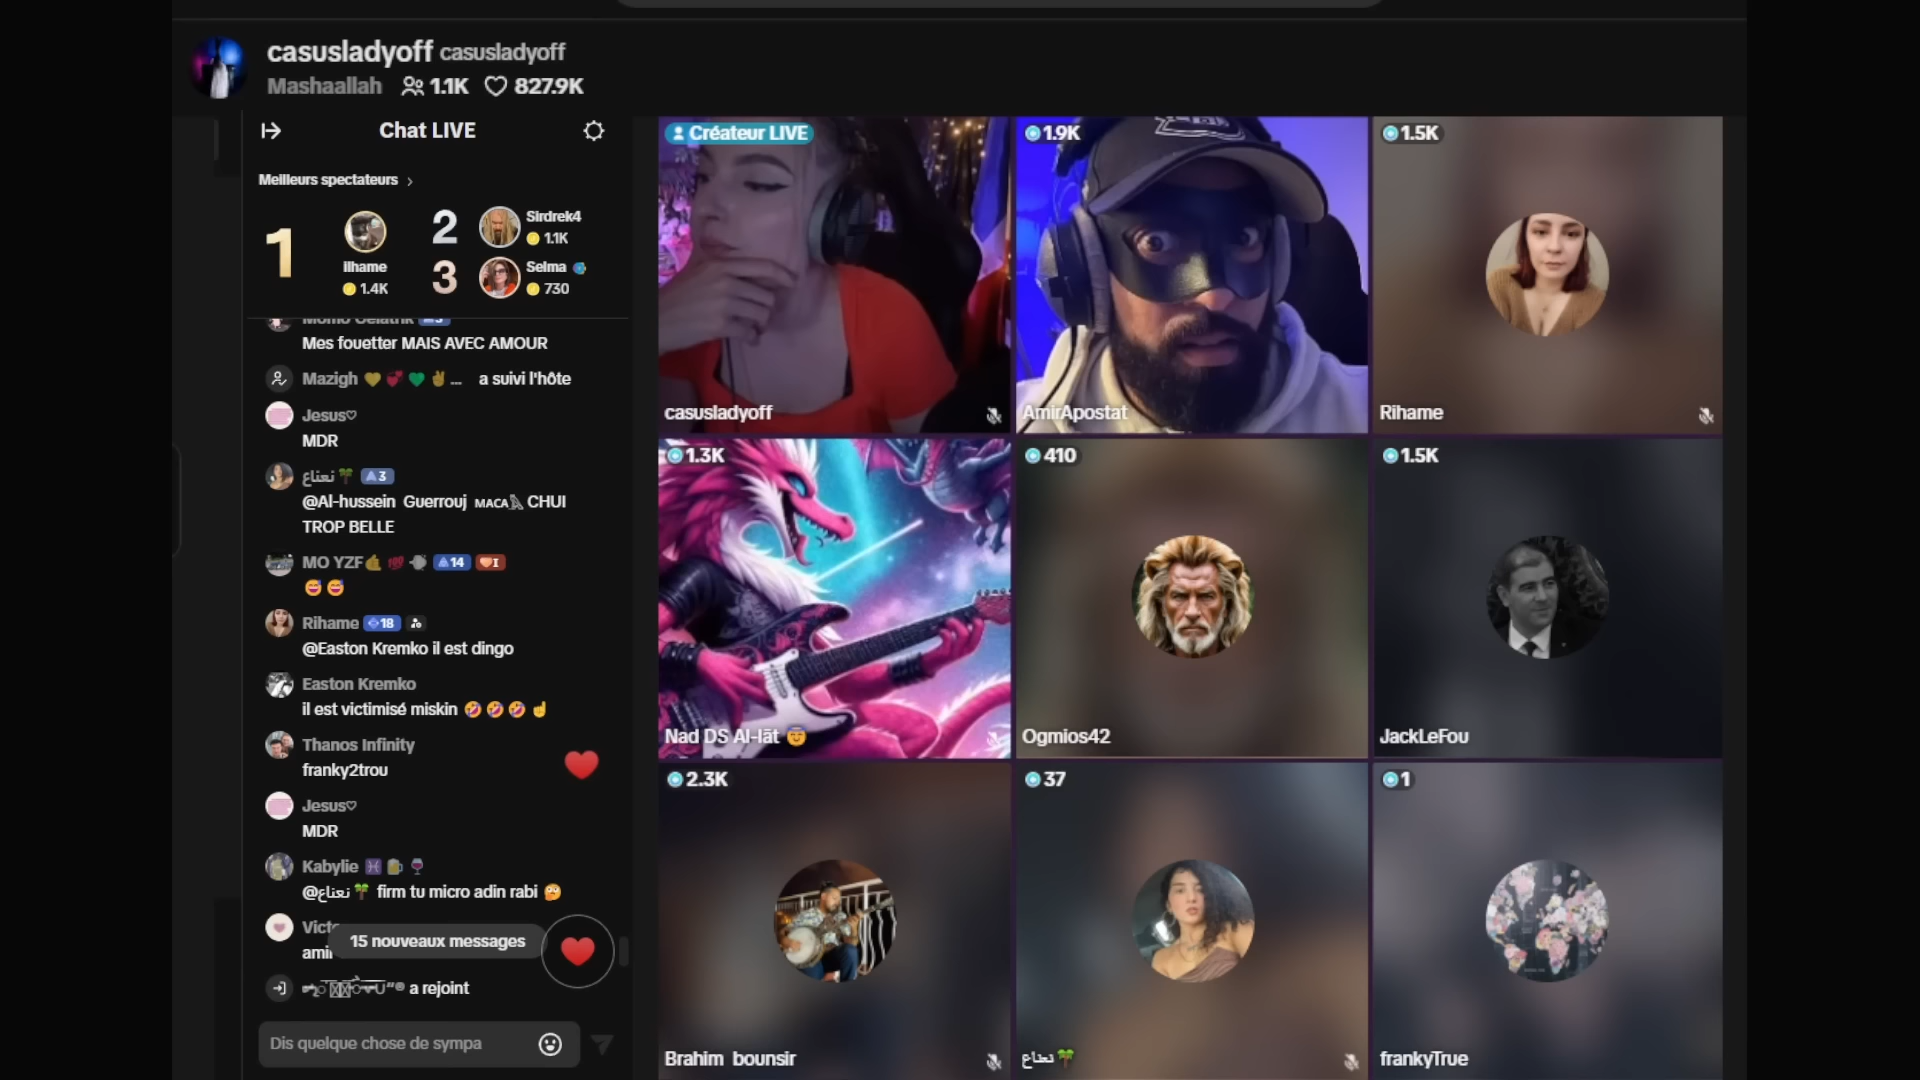 casusladyoff casusladyoff
Mashaallah 1.1K 827.9K
Chat LIVE
Meilleurs spectateurs
1
ilhame
1.4K
2
Sirdrek4
1.1K
3
Selma
730
Mes fouetter MAIS AVEC AMOUR
Mazigh 💛💞💚✌️... a suivi l'hôte
Jesus♡
MDR
نعناع🌴 3
@Al-hussein Guerrouj ᴍᴀᴄᴀ CHUI
TROP BELLE
MO YZF 💯 14 I
😅 😅
Rihame 18
@Easton Kremko il est dingo
Easton Kremko
il est victimisé miskin 🤣 🤣 🤣 ☝️
Thanos Infinity
franky2trou
Jesus♡
MDR
Kabylie ♓ 🍺 🍷
@نعناع🌴 firm tu micro adin rabi
15 nouveaux messages
a rejoint
Dis quelque chose de sympa
Créateur LIVE
casusladyoff
1.9K
AmirApostat
1.5K
Rihame
1.3K
Nad DS Al-lāt 😇
410
Ogmios42
1.5K
JackLeFou
2.3K
Brahim bounsir
37
نعناع🌴
1
frankyTrue